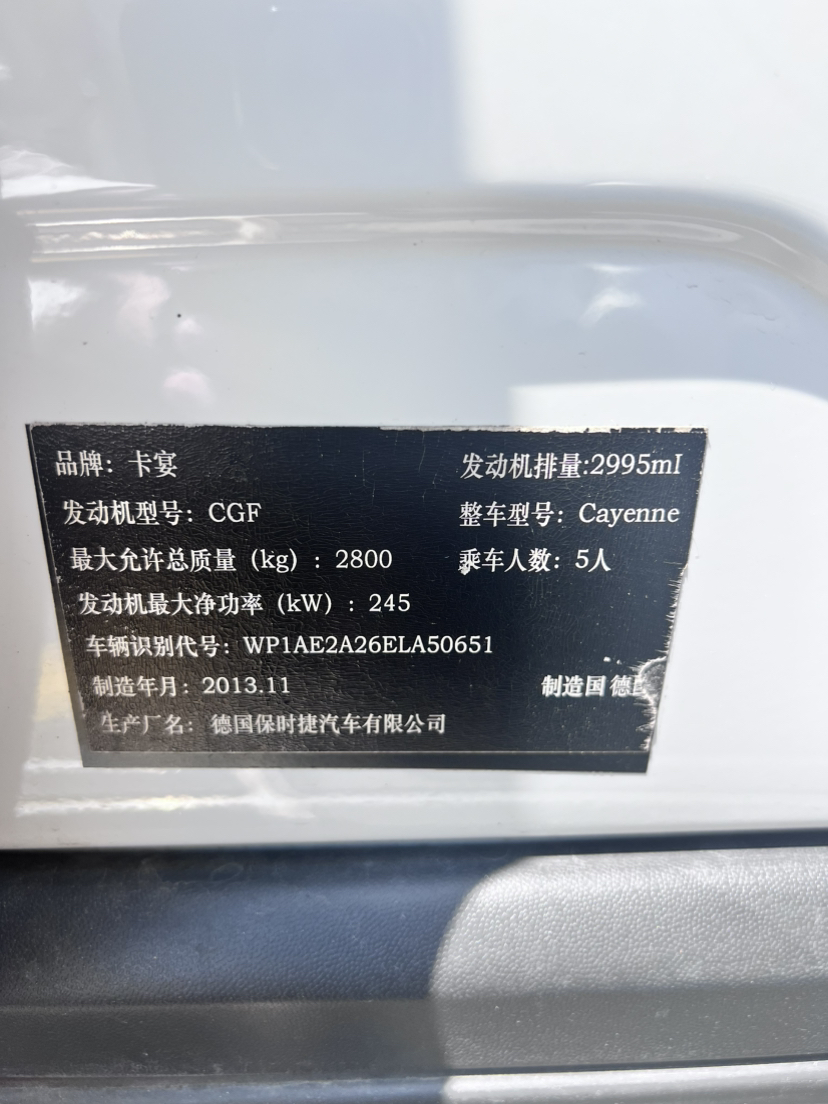 品牌：卡宴 发动机排量:2995mI
发动机型号：CGF 整车型号：Cayenne
最大允许总质量（kg）：2800 乘车人数：5人
发动机最大净功率（kW）：245
车辆识别代号：WP1AE2A26ELA50651
制造年月：2013.11 制造国 德
生产厂名： 德国保时捷汽车有限公司